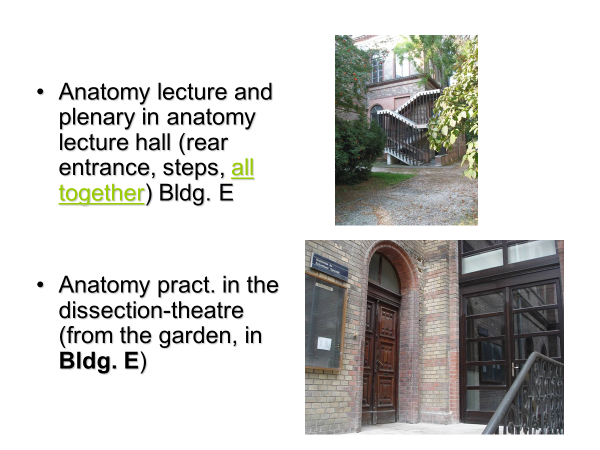 • Anatomy lecture and
plenary in anatomy
lecture hall (rear
entrance, steps, all
together) Bldg. E
• Anatomy pract. in the
dissection-theatre
(from the garden, in
Bldg. E)